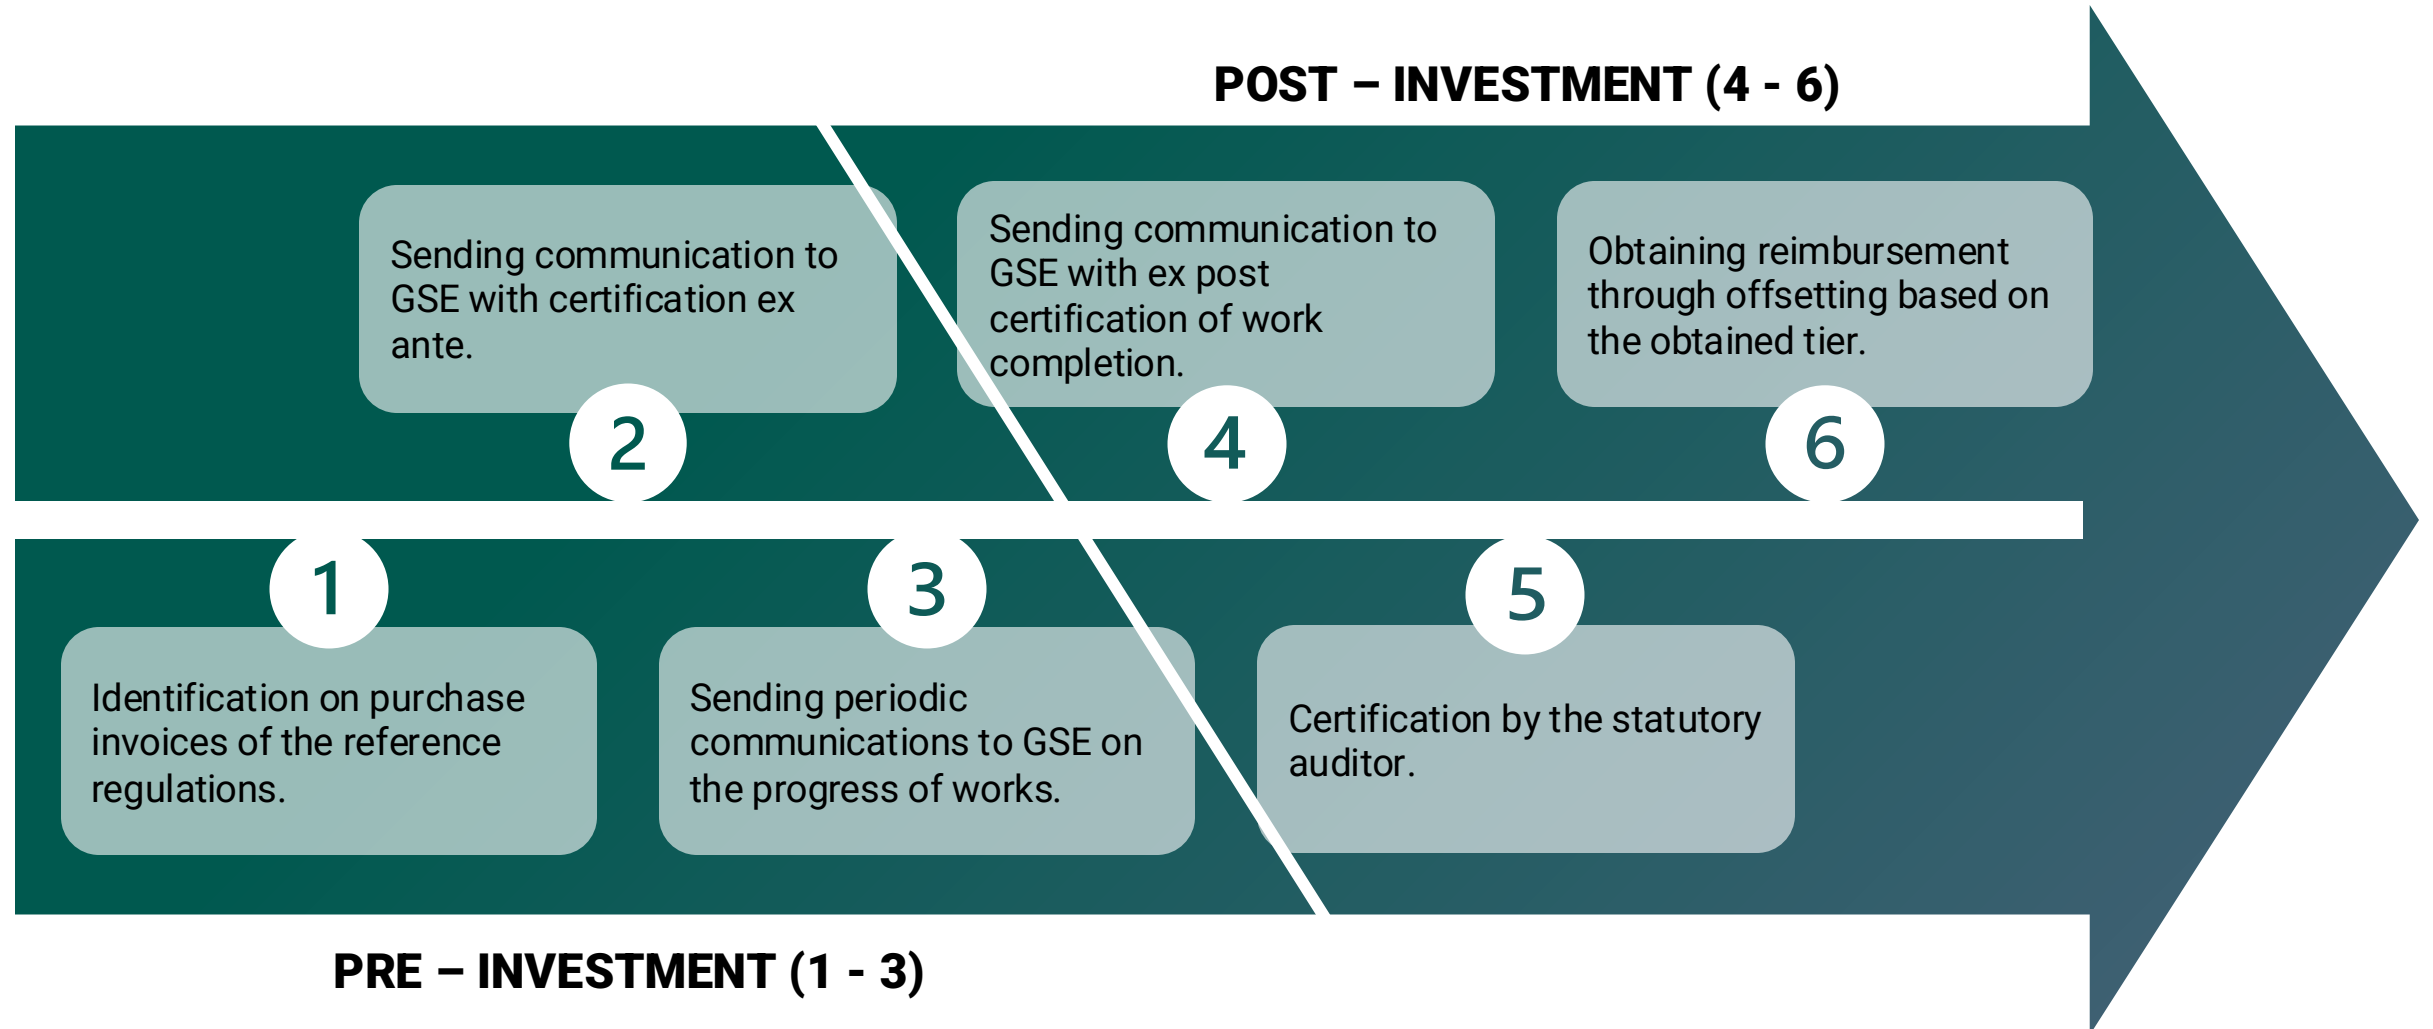 POST – INVESTMENT (4 - 6)
Sending communication to
GSE with certification ex
ante.
2
Sending communication to
GSE with ex post
certification of work
completion.
4
Obtaining reimbursement
through offsetting based on
the obtained tier.
6
1
Identification on purchase
invoices of the reference
regulations.
3
Sending periodic
communications to GSE on
the progress of works.
5
Certification by the statutory
auditor.
PRE – INVESTMENT (1 - 3)